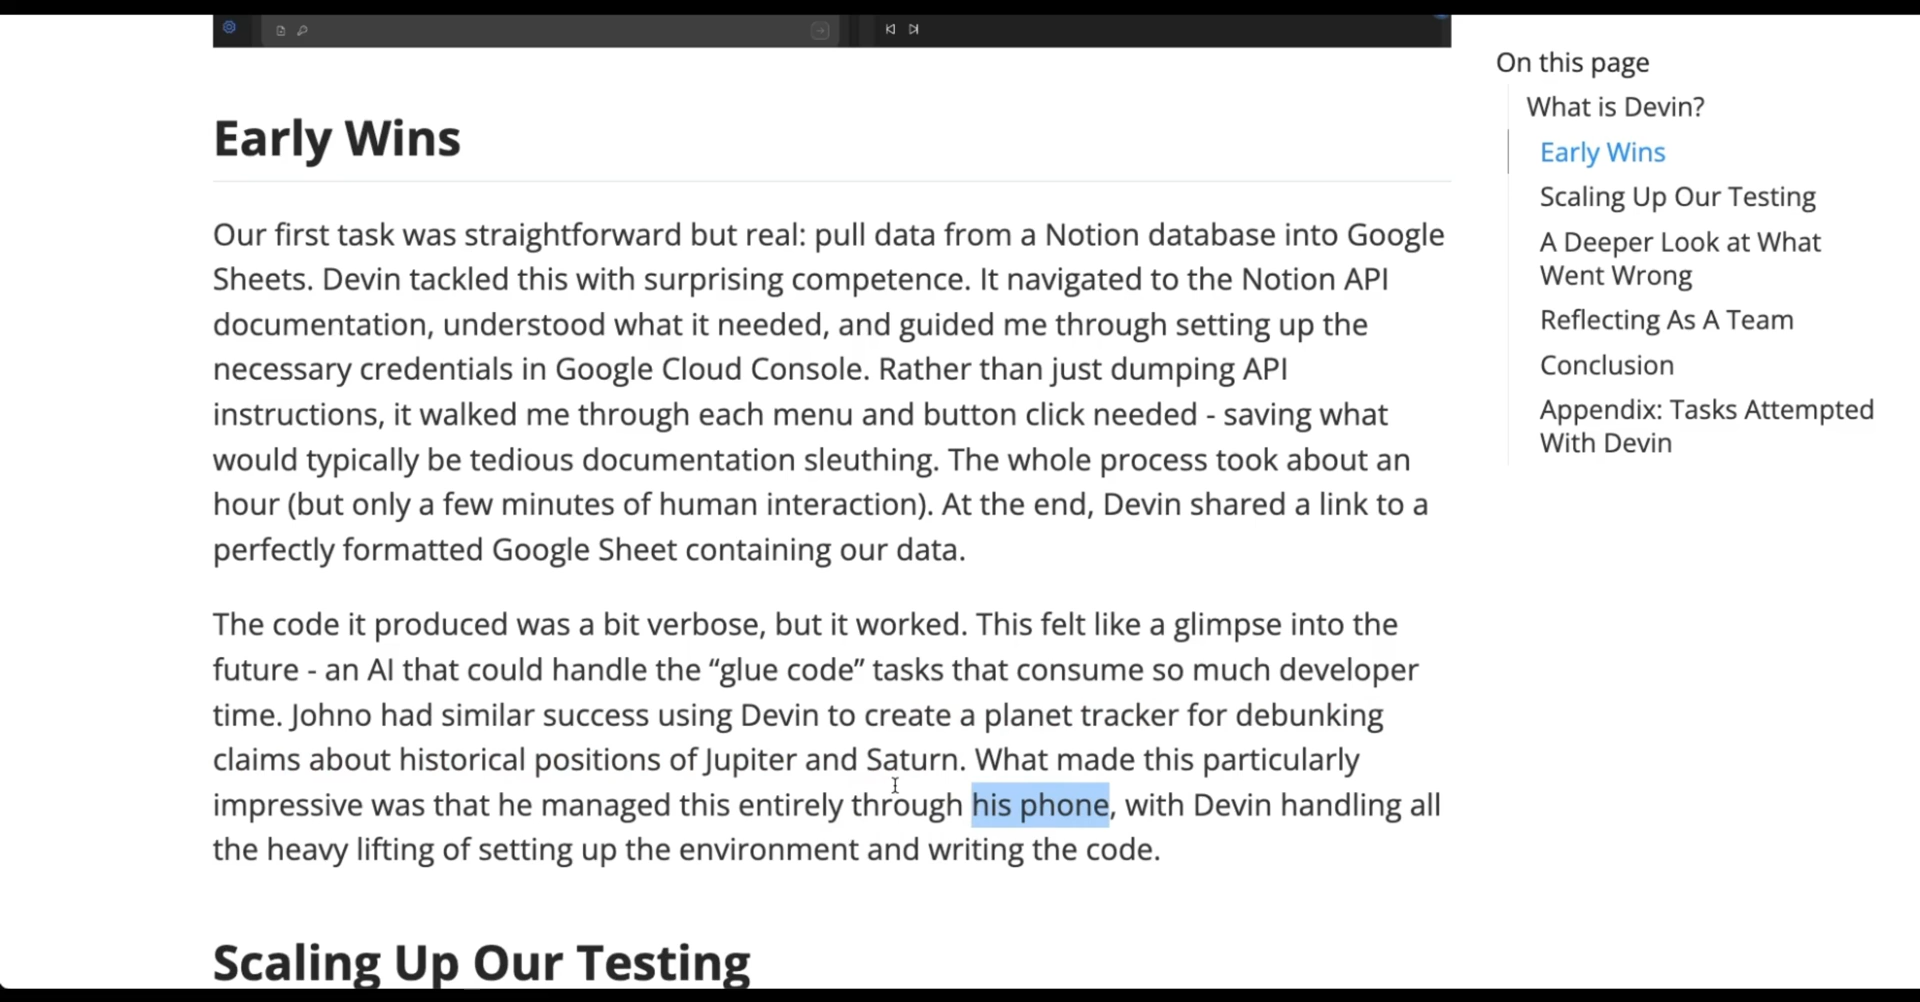 Early Wins
Our first task was straightforward but real: pull data from a Notion database into Google
Sheets. Devin tackled this with surprising competence. It navigated to the Notion API
documentation, understood what it needed, and guided me through setting up the
necessary credentials in Google Cloud Console. Rather than just dumping API
instructions, it walked me through each menu and button click needed - saving what
would typically be tedious documentation sleuthing. The whole process took about an
hour (but only a few minutes of human interaction). At the end, Devin shared a link to a
perfectly formatted Google Sheet containing our data.
The code it produced was a bit verbose, but it worked. This felt like a glimpse into the
future - an AI that could handle the “glue code” tasks that consume so much developer
time. Johno had similar success using Devin to create a planet tracker for debunking
claims about historical positions of Jupiter and Saturn. What made this particularly
impressive was that he managed this entirely through his phone, with Devin handling all
the heavy lifting of setting up the environment and writing the code.
Scaling Up Our Testing
On this page
What is Devin?
Early Wins
Scaling Up Our Testing
A Deeper Look at What
Went Wrong
Reflecting As A Team
Conclusion
Appendix: Tasks Attempted
With Devin